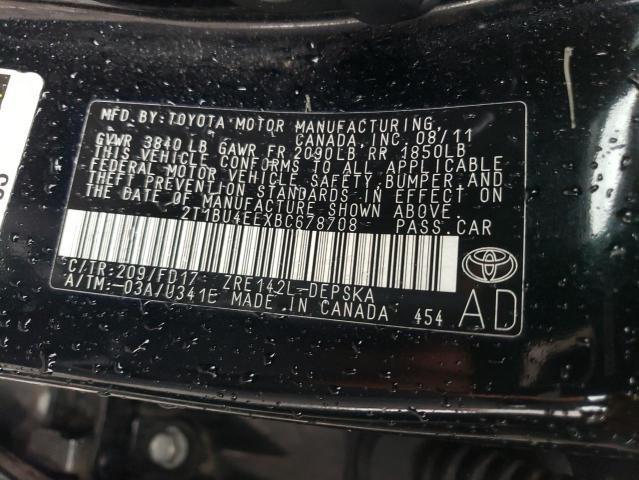 MFD.BY:TOYOTA MOTOR MANUFACTURING
CANADA, INC. 08/11
GVWR 3840 LB GAWR FR 2090LB RR 1850LB
THIS VEHICLE CONFORMS TO ALL APPLICABLE
FEDERAL MOTOR VEHICLE SAFETY, BUMPER, AND
THEFT PREVENTION STANDARDS IN EFFECT ON
THE DATE OF MANUFACTURE SHOWN ABOVE.
2T1BU4EEXBC678708 PASS.CAR
C/TR:209/FD17 ZRE142L-DEPSKA
A/TM:-03A/U341E MADE IN CANADA 454 AD